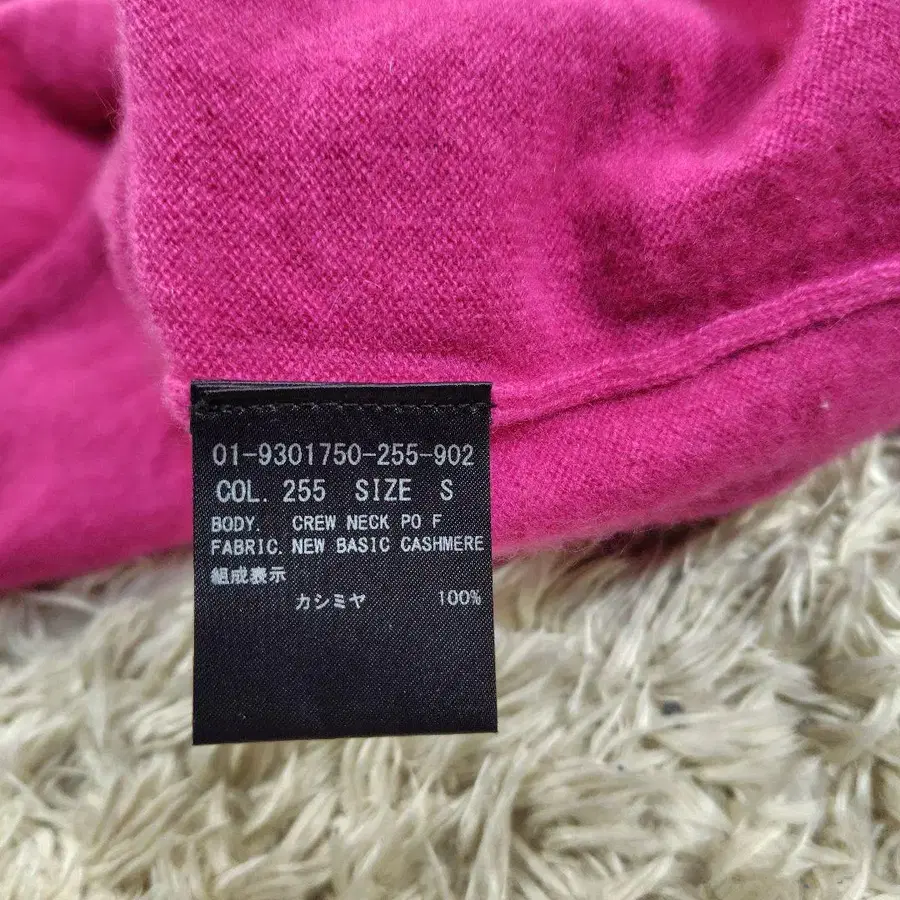 01-9301750-255-902
COL. 255 SIZE S
BODY. CREW NECK PO F
FABRIC. NEW BASIC CASHMERE
組成表示
カシミヤ 100%